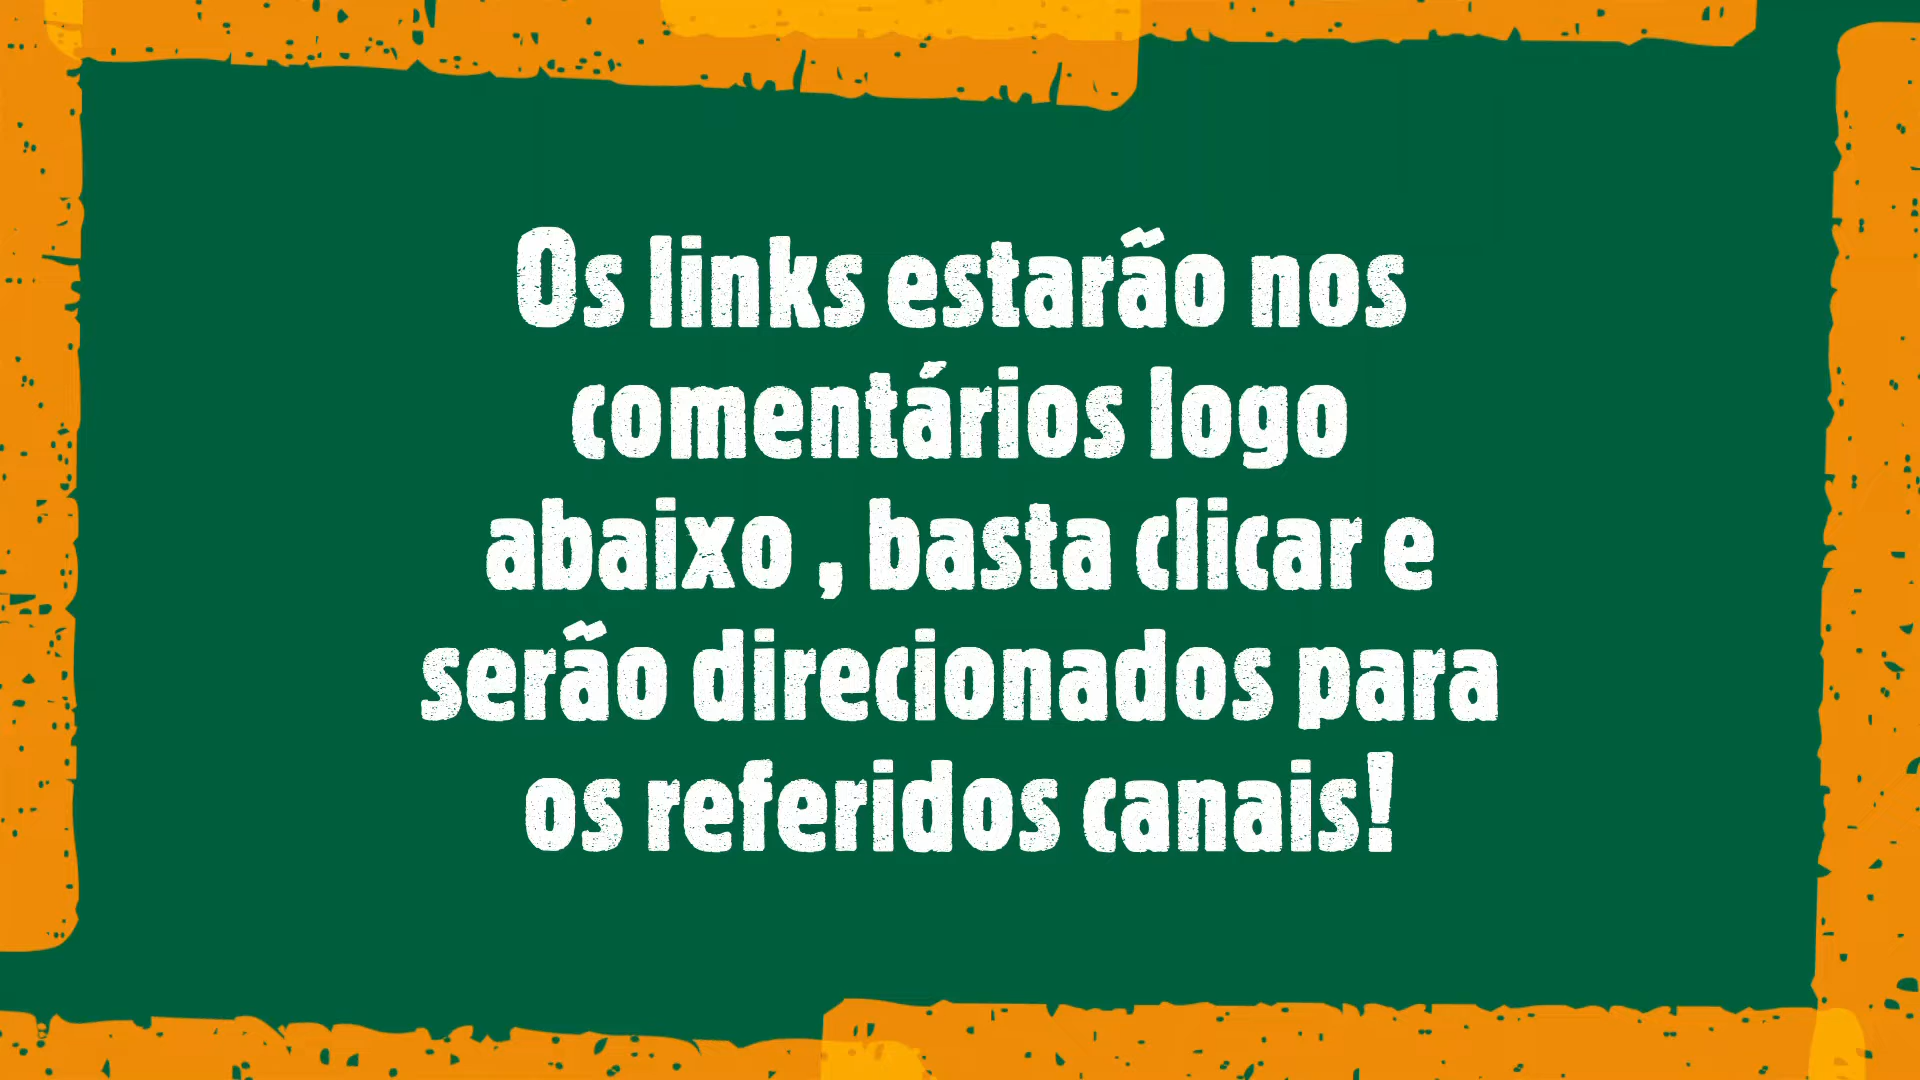 Os links estarão nos
comentários logo
abaixo , basta clicar e
serão direcionados para
os referidos canais!